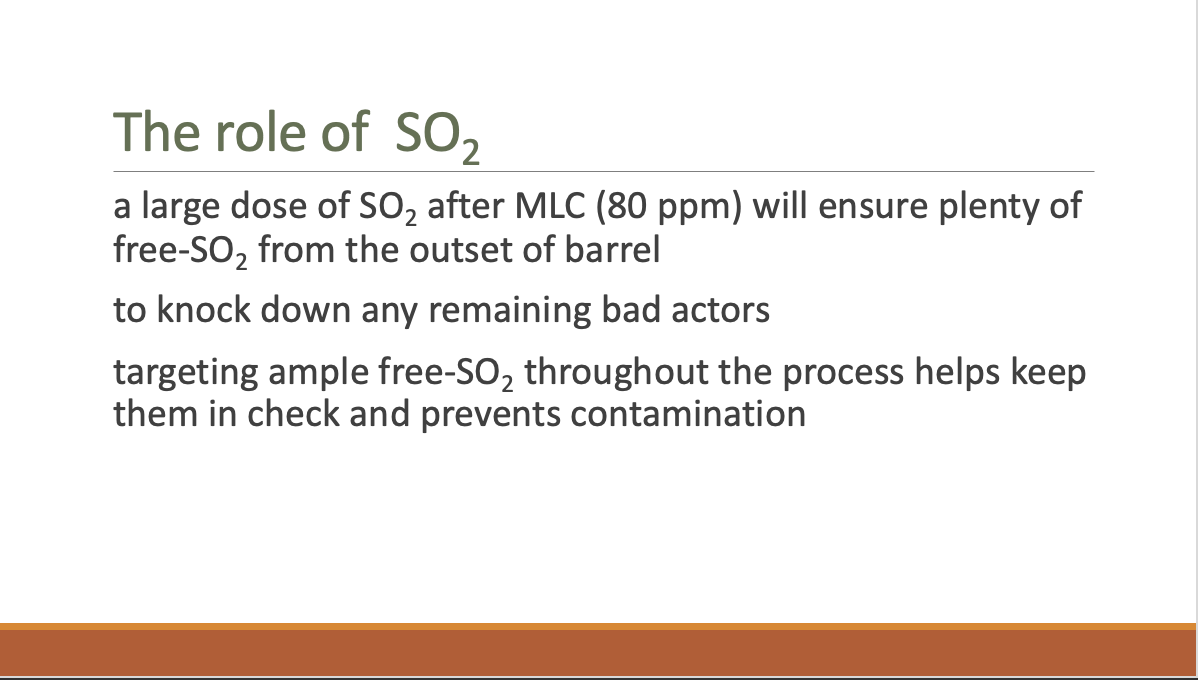 The role of  SO₂
a large dose of SO₂ after MLC (80 ppm) will ensure plenty of
free-SO₂ from the outset of barrel
to knock down any remaining bad actors
targeting ample free-SO₂ throughout the process helps keep
them in check and prevents contamination